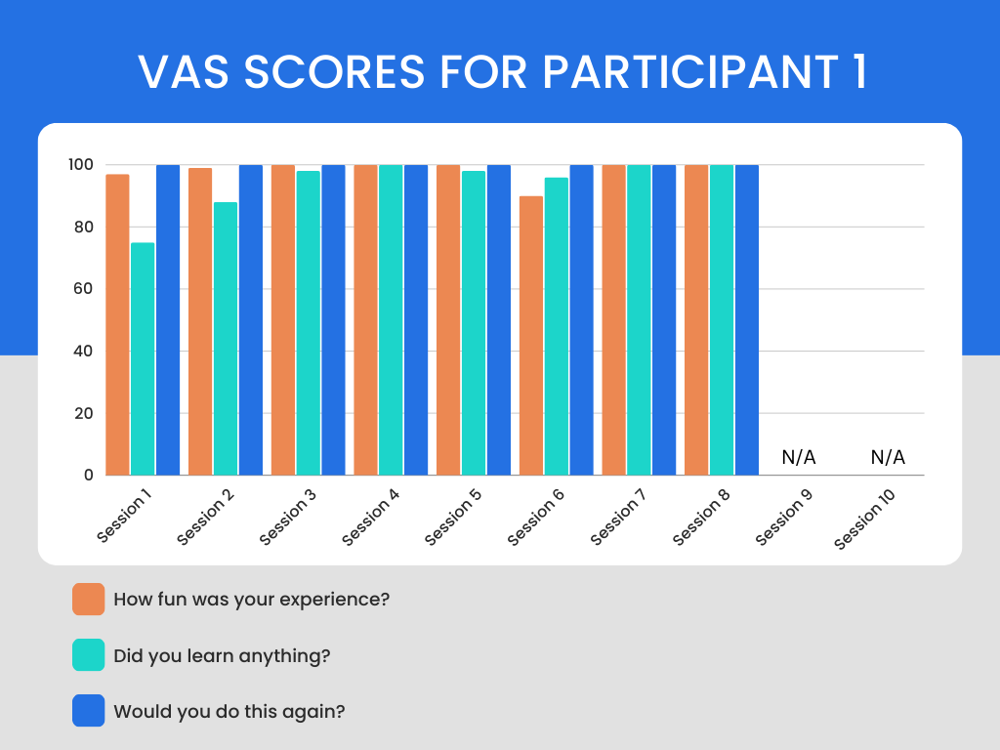 VAS SCORES FOR PARTICIPANT 1
100
80
60
40
20
0
N/A
N/A
Session 1
Session 2
Session 3
Session 4
Session 5
Session 6
Session 7
Session 8
Session 9
Session 10
How fun was your experience?
Did you learn anything?
Would you do this again?